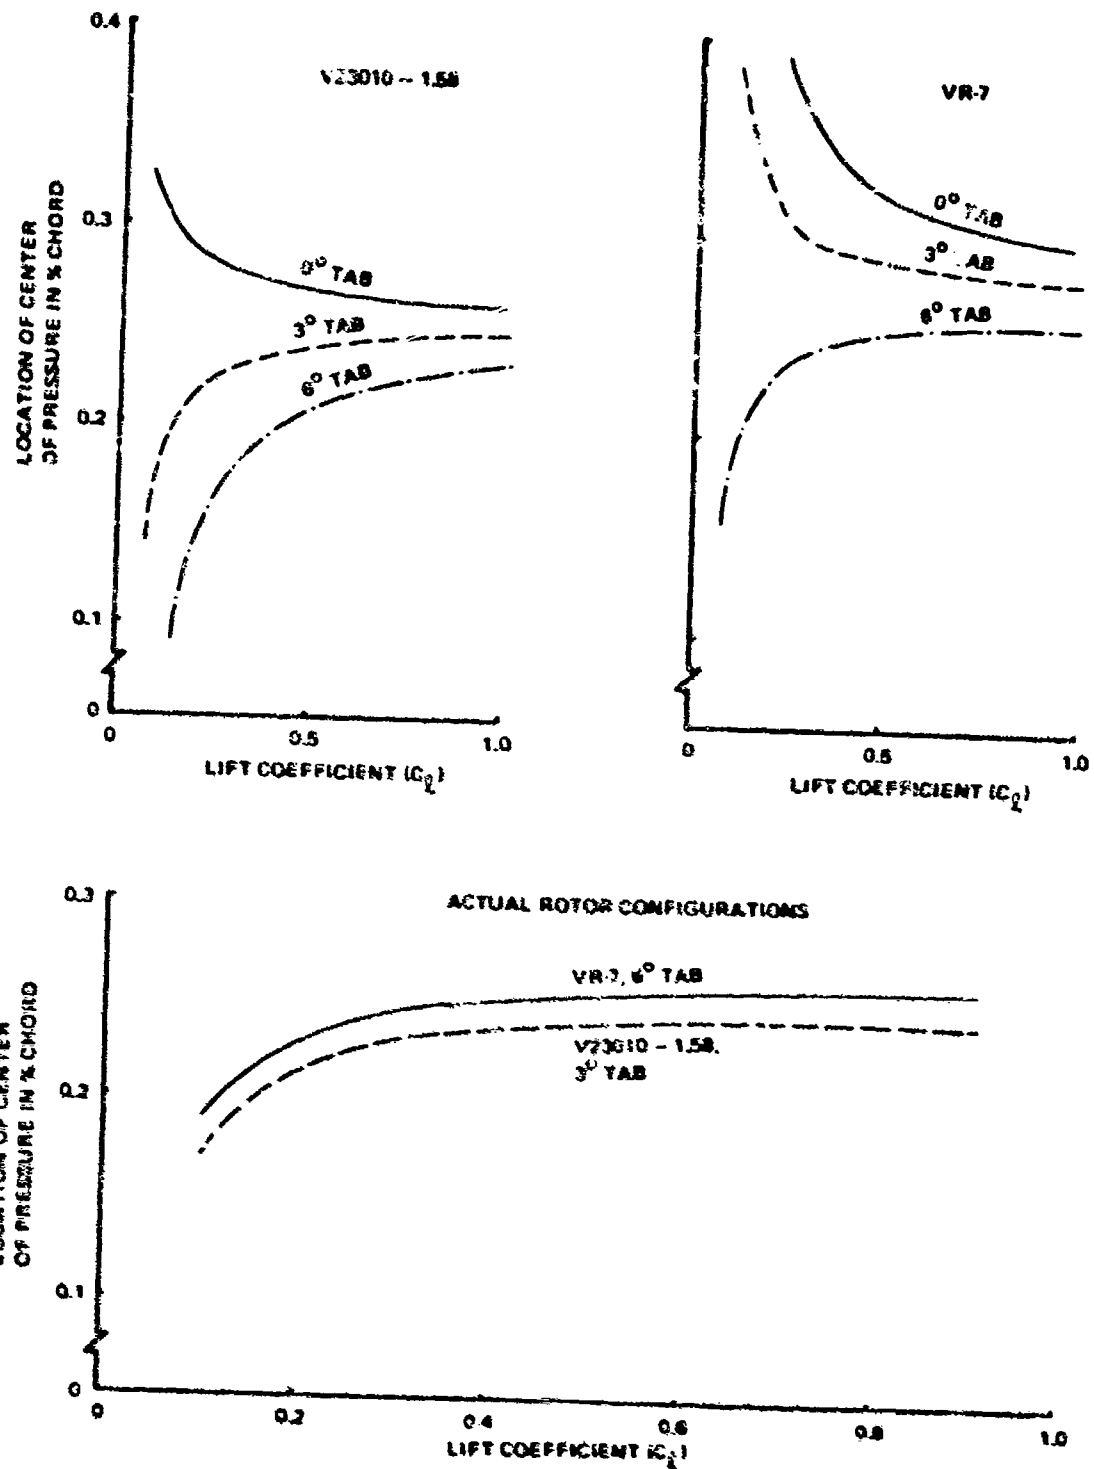 0.4
V23010 – 1.58
0.3
0.2
0.1
0
LOCATION OF CENTER
OF PRESSURE IN % CHORD
0° TAB
3° TAB
6° TAB
0
0.5
1.0
LIFT COEFFICIENT (Cℓ)
VR-7
0° TAB
3° TAB
6° TAB
0
0.5
1.0
LIFT COEFFICIENT (Cℓ)
ACTUAL ROTOR CONFIGURATIONS
0.3
0.2
0.1
0
LOCATION OF CENTER
OF PRESSURE IN % CHORD
VR-7, 6° TAB
V23010 – 1.58,
3° TAB
0
0.2
0.4
0.6
0.8
1.0
LIFT COEFFICIENT (Cℓ)